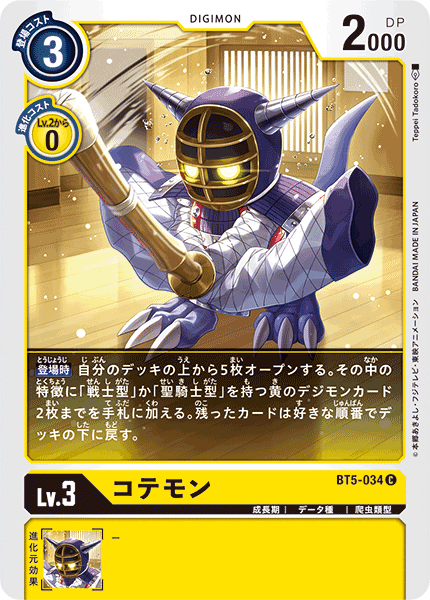 登場コスト
3
DIGIMON
2000
DP
進化コスト
Lv.2から
0
Teppei Tadokoro
©本郷あきよし・フジテレビ・東映アニメーション BANDAI MADE IN JAPAN
登場時 自分のデッキの上から5枚オープンする。その中の
特徴に「戦士型」か「聖騎士型」を持つ黄のデジモンカード
2枚までを手札に加える。残ったカードは好きな順番でデ
ッキの下に戻す。
BT5-034 C
Lv.3
コテモン
成長期 | データ種 | 爬虫類型
進化元効果
－